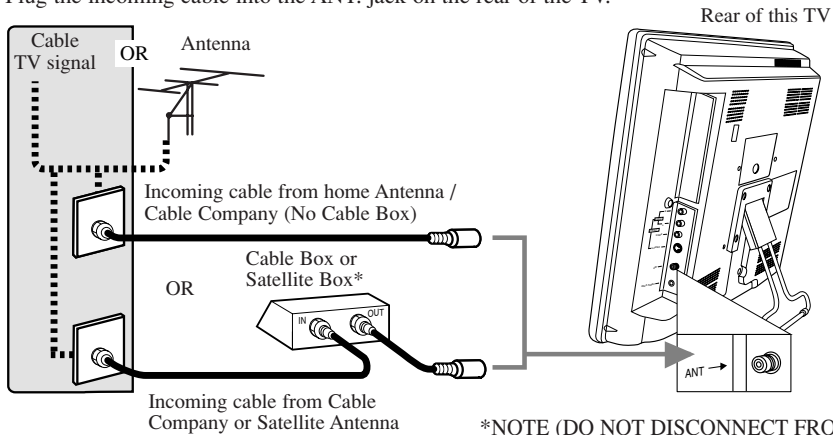 Plug the incoming cable into the ANT. jack on the rear of the TV.
Rear of this TV
Cable
TV signal
OR
Antenna
Incoming cable from home Antenna /
Cable Company (No Cable Box)
Cable Box or
Satellite Box*
OR
IN
OUT
ANT
Incoming cable from Cable
Company or Satellite Antenna
*NOTE (DO NOT DISCONNECT FRO